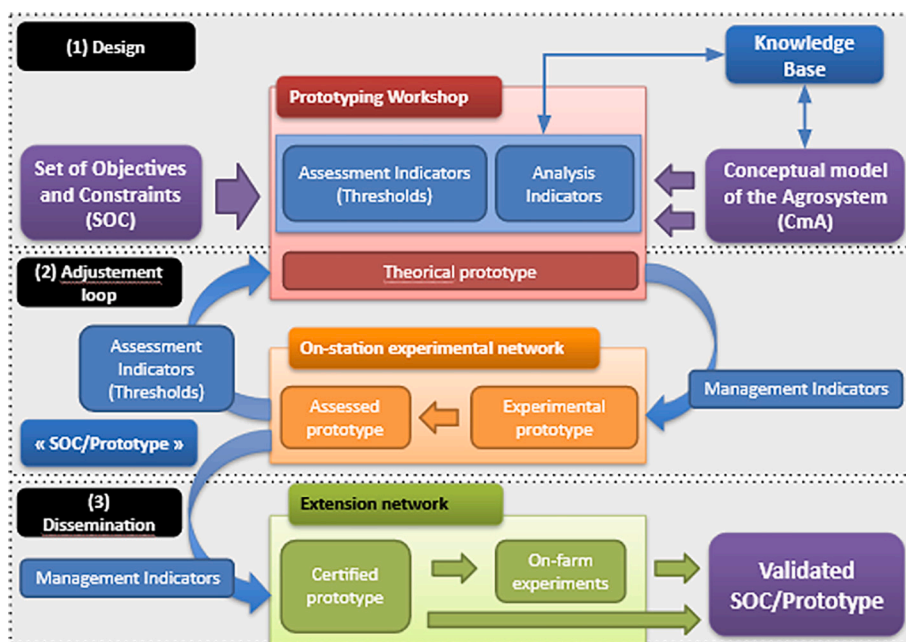 (1) Design
Knowledge
Base
Prototyping Workshop
Set of Objectives
and Constraints
(SOC)
Assessment Indicators
(Thresholds)
Analysis
Indicators
Conceptual model
of the Agrosystem
(CmA)
(2) Adjustement
loop
Theorical prototype
Assessment
Indicators
(Thresholds)
On-station experimental network
Management Indicators
Assessed
prototype
Experimental
prototype
« SOC/Prototype »
(3)
Dissemination
Extension network
Management Indicators
Certified
prototype
On-farm
experiments
Validated
SOC/Prototype